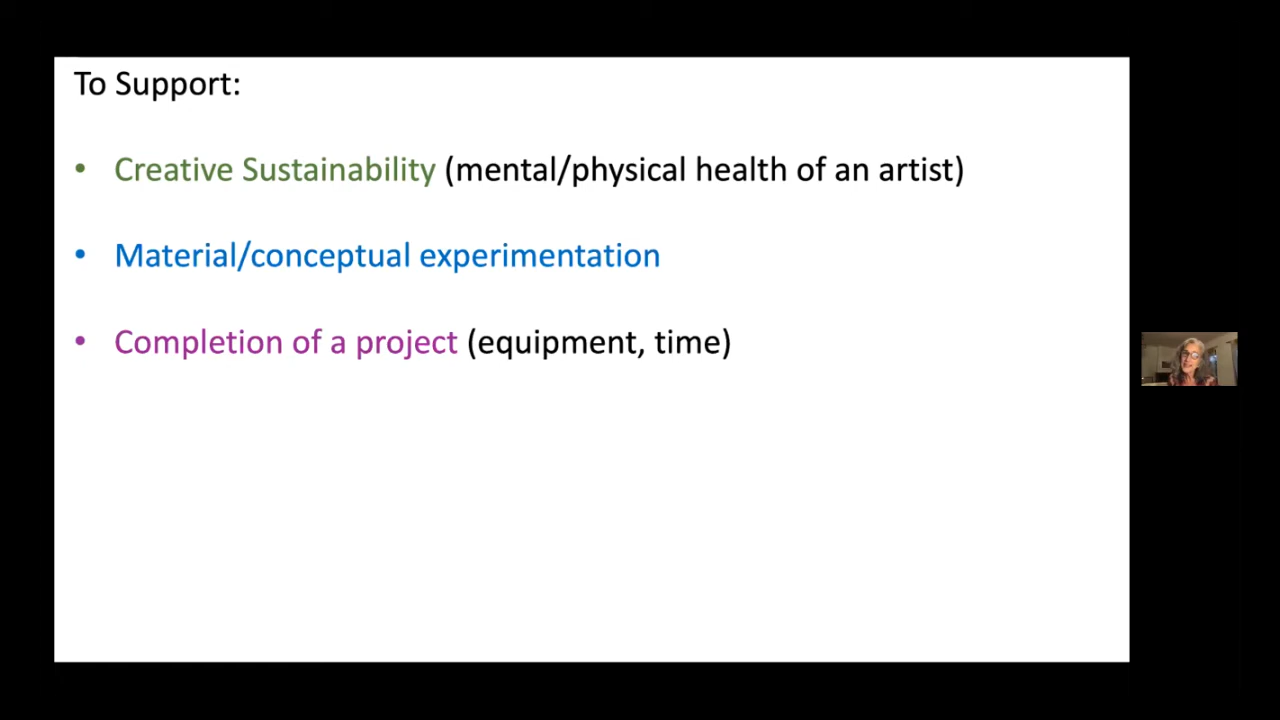 To Support:
• Creative Sustainability (mental/physical health of an artist)
• Material/conceptual experimentation
• Completion of a project (equipment, time)